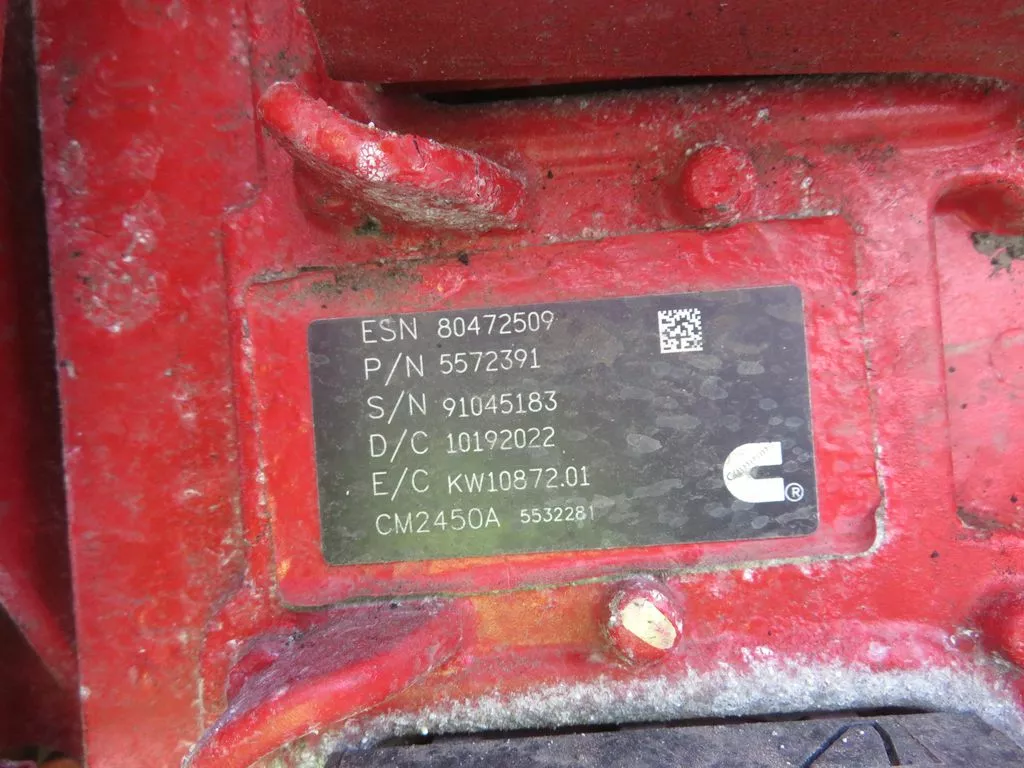 ESN 80472509
P/N 5572391
S/N 91045183
D/C 10192022
E/C KW10872.01
CM2450A 5532281
®